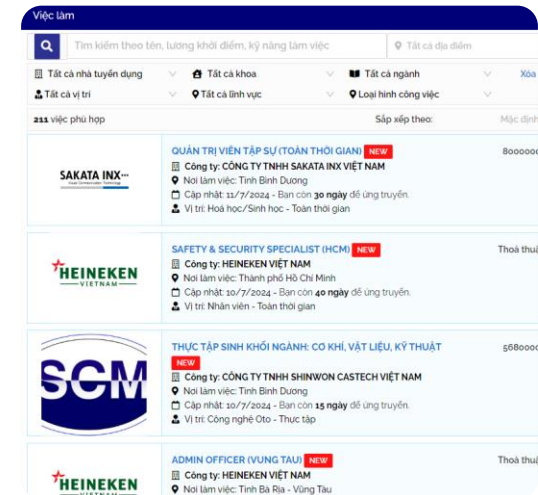 Việc làm
Tìm kiếm theo tên, lương khởi điểm, kỹ năng làm việc
Tất cả địa điểm
Tất cả nhà tuyển dụng
Tất cả khoa
Tất cả ngành
Xóa
Tất cả vị trí
Tất cả lĩnh vực
Loại hình công việc
211 việc phù hợp
Sắp xếp theo:
Mặc định
SAKATA INX
QUẢN TRỊ VIÊN TẬP SỰ (TOÀN THỜI GIAN) NEW
Công ty: CÔNG TY TNHH SAKATA INX VIỆT NAM
Nơi làm việc: Tỉnh Bình Dương
Cập nhật: 11/7/2024 - Bạn còn 30 ngày để ứng truyển.
Vị trí: Hoá học/Sinh học - Toàn thời gian
HEINEKEN
VIETNAM
SAFETY & SECURITY SPECIALIST (HCM) NEW
Thoả thuậ
Công ty: HEINEKEN VIỆT NAM
Nơi làm việc: Thành phố Hồ Chí Minh
Cập nhật: 10/7/2024 - Bạn còn 40 ngày để ứng truyển.
Vị trí: Nhân viên - Toàn thời gian
SCM
THỰC TẬP SINH KHỐI NGÀNH: CƠ KHÍ, VẬT LIỆU, KỸ THUẬT
NEW
Công ty: CÔNG TY TNHH SHINWON CASTECH VIỆT NAM
Nơi làm việc: Tỉnh Bình Dương
Cập nhật: 10/7/2024 - Bạn còn 15 ngày để ứng truyển.
Vị trí: Công nghệ Oto - Thực tập
HEINEKEN
VIETNAM
ADMIN OFFICER (VUNG TAU) NEW
Thoả thuậ
Công ty: HEINEKEN VIỆT NAM
Nơi làm việc: Tỉnh Bà Rịa - Vũng Tàu